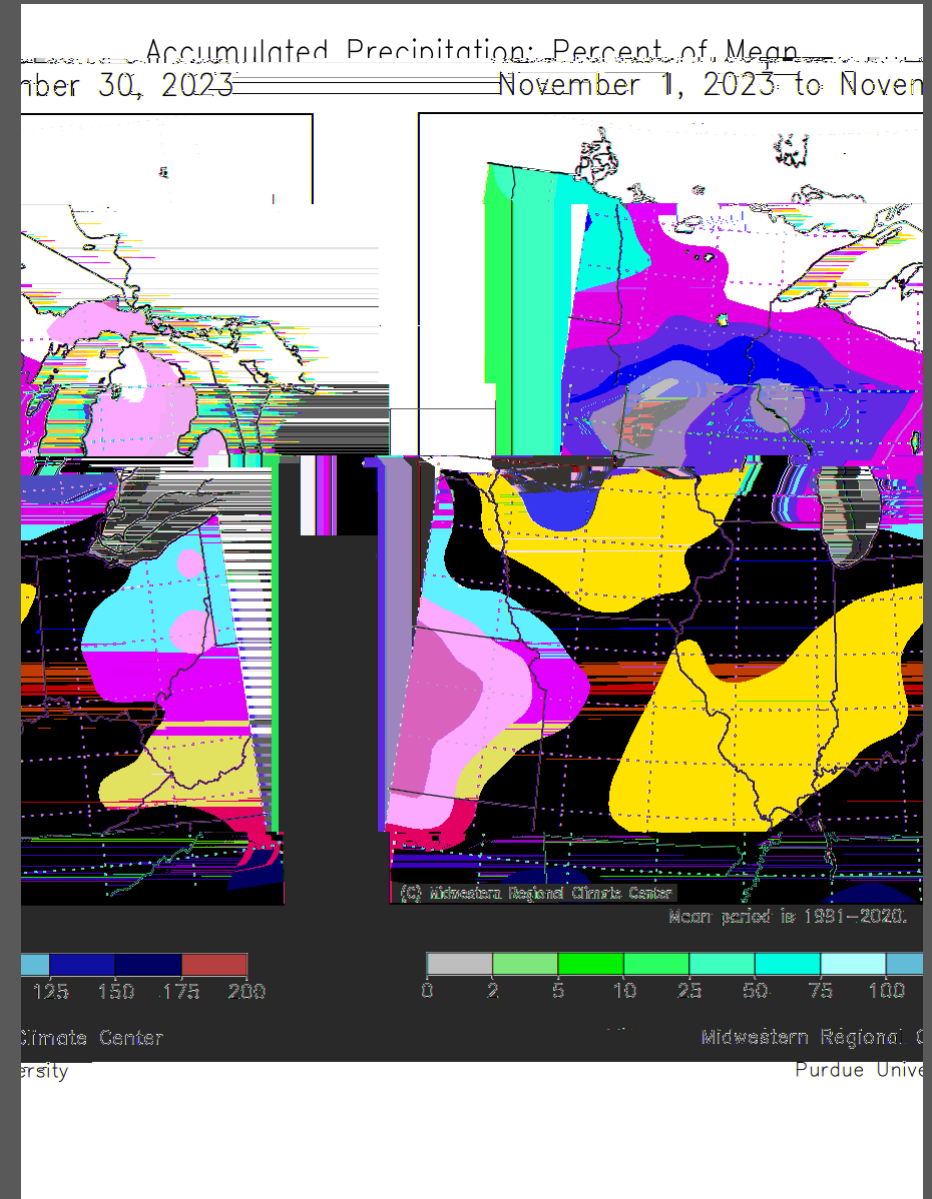 Accumulated Precipitation: Percent of Mean
mber 30, 2023 November 1, 2023 to Novem
(C) Midwestern Regional Climate Center
Mean period is 1991-2020.
125 150 175 200 0 2 5 10 25 50 75 100
Climate Center Midwestern Regional C
ersity Purdue Unive